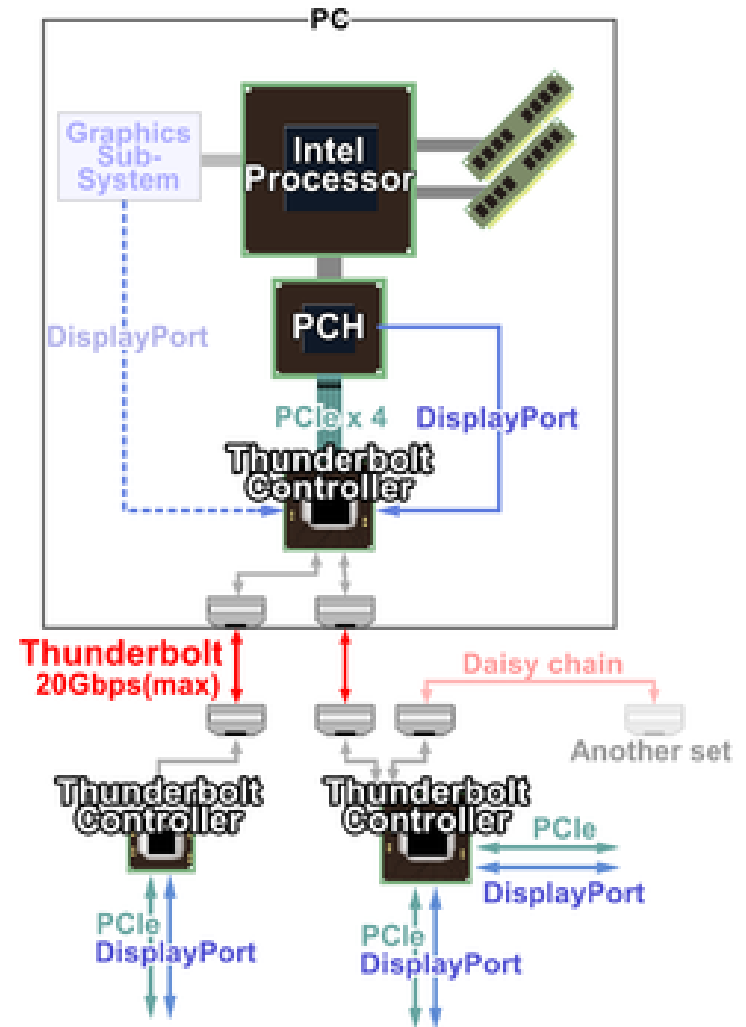 PC
Graphics
Sub-
System
Intel
Processor
DisplayPort
PCH
PCIe x 4
DisplayPort
Thunderbolt
Controller
Thunderbolt
20Gbps(max)
Daisy chain
Another set
Thunderbolt
Controller
Thunderbolt
Controller
PCIe
DisplayPort
PCIe
DisplayPort
PCIe
DisplayPort